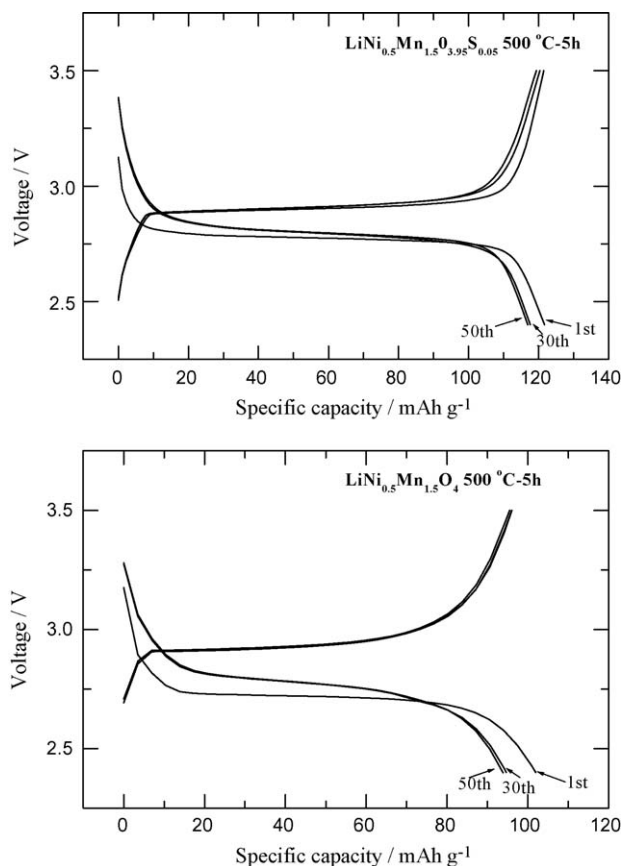 LiNi0.5Mn1.503.95S0.05 500 °C-5h
3.5
3.0
2.5
Voltage / V
50th
30th
1st
0 20 40 60 80 100 120 140
Specific capacity / mAh g-1
LiNi0.5Mn1.5O4 500 °C-5h
3.5
3.0
2.5
Voltage / V
50th
30th
1st
0 20 40 60 80 100 120
Specific capacity / mAh g-1